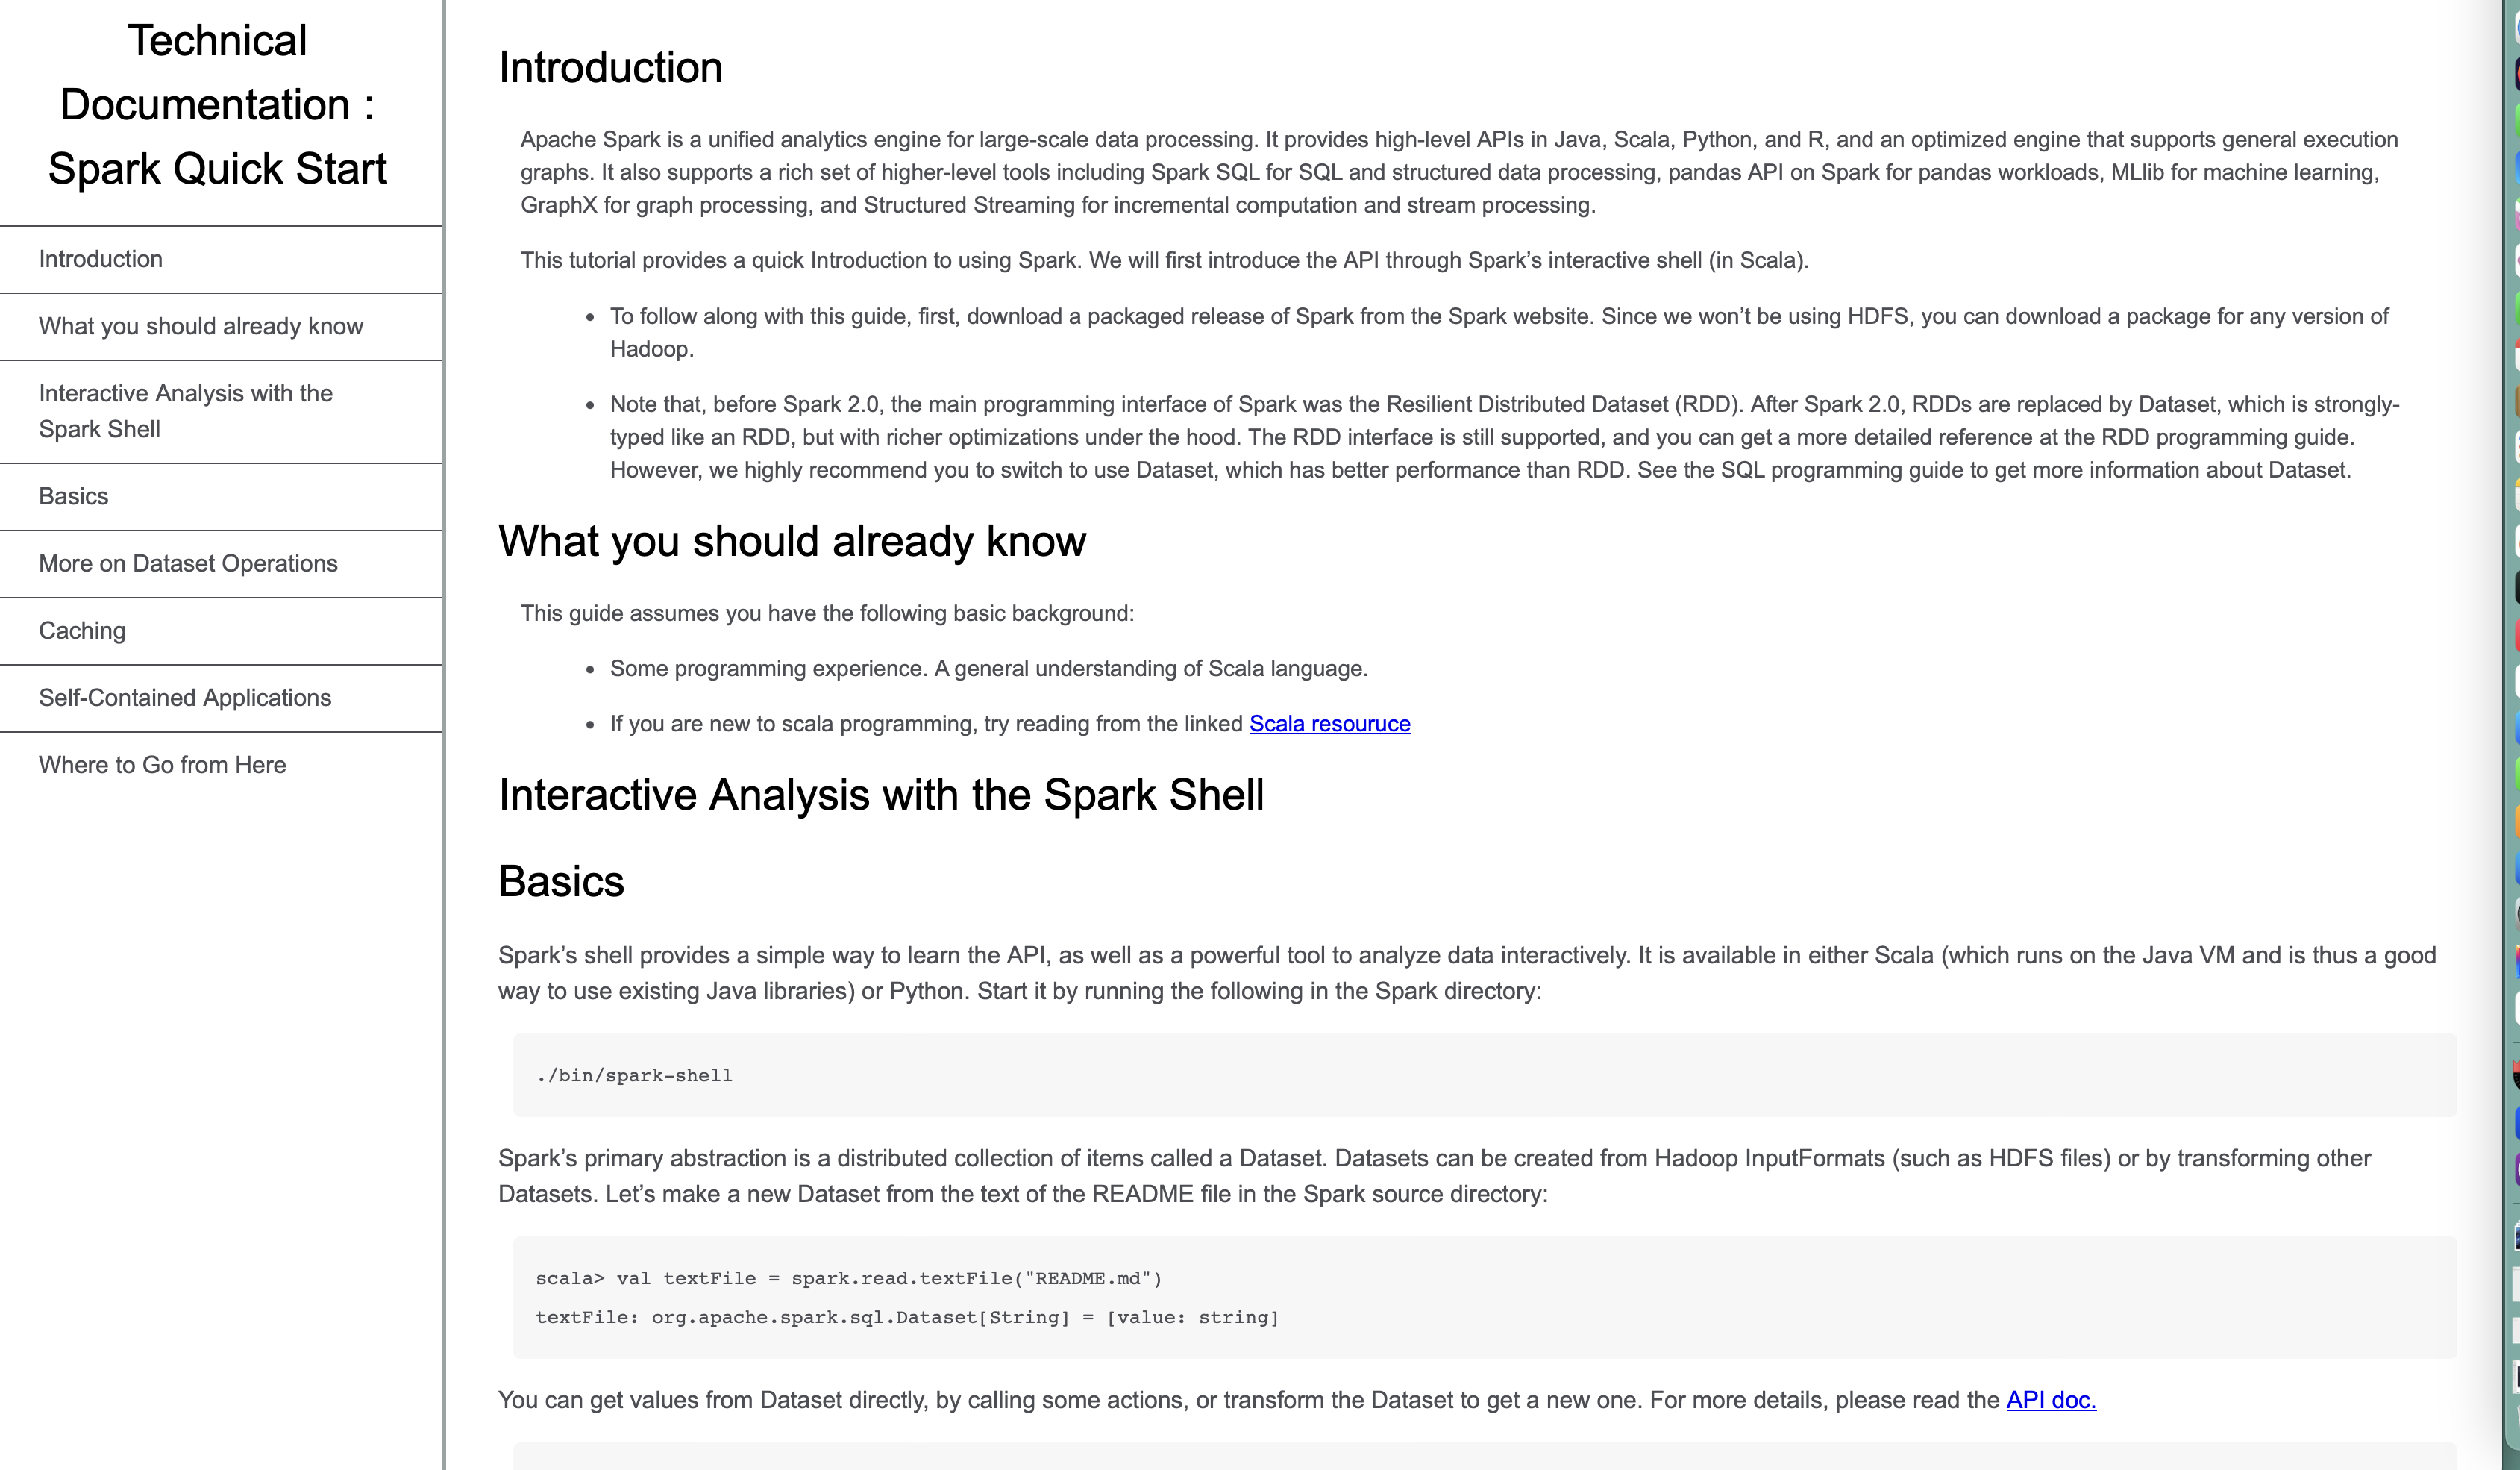 Technical
Documentation :
Spark Quick Start
Introduction
What you should already know
Interactive Analysis with the
Spark Shell
Basics
More on Dataset Operations
Caching
Self-Contained Applications
Where to Go from Here
Introduction
Apache Spark is a unified analytics engine for large-scale data processing. It provides high-level APIs in Java, Scala, Python, and R, and an optimized engine that supports general execution
graphs. It also supports a rich set of higher-level tools including Spark SQL for SQL and structured data processing, pandas API on Spark for pandas workloads, MLlib for machine learning,
GraphX for graph processing, and Structured Streaming for incremental computation and stream processing.
This tutorial provides a quick Introduction to using Spark. We will first introduce the API through Spark’s interactive shell (in Scala).
• To follow along with this guide, first, download a packaged release of Spark from the Spark website. Since we won’t be using HDFS, you can download a package for any version of
Hadoop.
• Note that, before Spark 2.0, the main programming interface of Spark was the Resilient Distributed Dataset (RDD). After Spark 2.0, RDDs are replaced by Dataset, which is strongly-
typed like an RDD, but with richer optimizations under the hood. The RDD interface is still supported, and you can get a more detailed reference at the RDD programming guide.
However, we highly recommend you to switch to use Dataset, which has better performance than RDD. See the SQL programming guide to get more information about Dataset.
What you should already know
This guide assumes you have the following basic background:
• Some programming experience. A general understanding of Scala language.
• If you are new to scala programming, try reading from the linked Scala resouruce
Interactive Analysis with the Spark Shell
Basics
Spark’s shell provides a simple way to learn the API, as well as a powerful tool to analyze data interactively. It is available in either Scala (which runs on the Java VM and is thus a good
way to use existing Java libraries) or Python. Start it by running the following in the Spark directory:
./bin/spark-shell
Spark’s primary abstraction is a distributed collection of items called a Dataset. Datasets can be created from Hadoop InputFormats (such as HDFS files) or by transforming other
Datasets. Let’s make a new Dataset from the text of the README file in the Spark source directory:
scala> val textFile = spark.read.textFile("README.md")
textFile: org.apache.spark.sql.Dataset[String] = [value: string]
You can get values from Dataset directly, by calling some actions, or transform the Dataset to get a new one. For more details, please read the API doc.